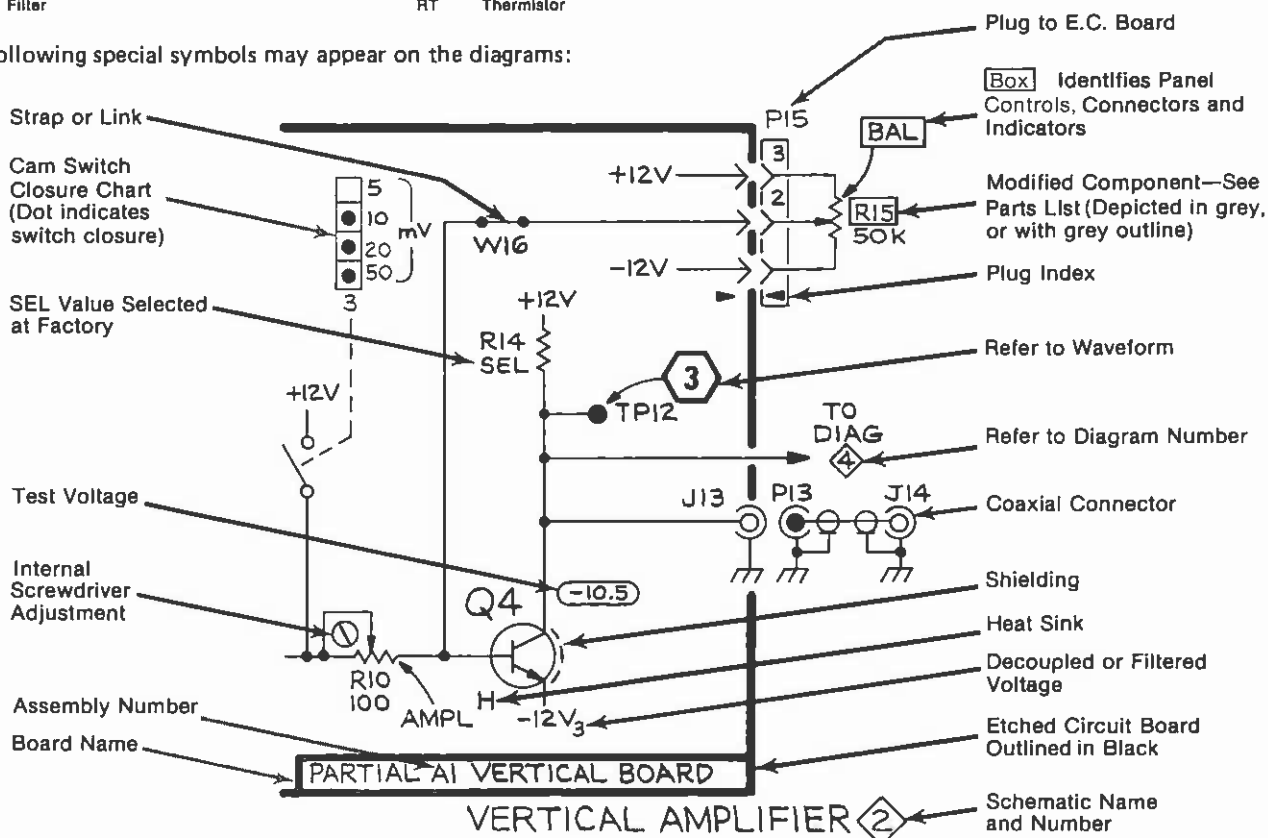 Filter RT Thermistor
ollowing special symbols may appear on the diagrams:
Plug to E.C. Board
Box Identifies Panel
Controls, Connectors and
Indicators
Strap or Link
P15
BAL
Cam Switch
Closure Chart
(Dot indicates
switch closure)
5
10
20
50
mV
3
+12V
3
2
W16
-12V
R15
50K
Modified Component—See
Parts List (Depicted in grey,
or with grey outline)
Plug Index
SEL Value Selected
at Factory
+12V
R14
SEL
3
TP12
Refer to Waveform
+12V
TO
DIAG
4
Refer to Diagram Number
Test Voltage
J13
P13
J14
Coaxial Connector
Internal
Screwdriver
Adjustment
-10.5
Q4
Shielding
Heat Sink
R10
100
AMPL
H
-12V3
Decoupled or Filtered
Voltage
Assembly Number
Board Name
Etched Circuit Board
Outlined in Black
PARTIAL A1 VERTICAL BOARD
VERTICAL AMPLIFIER 2
Schematic Name
and Number